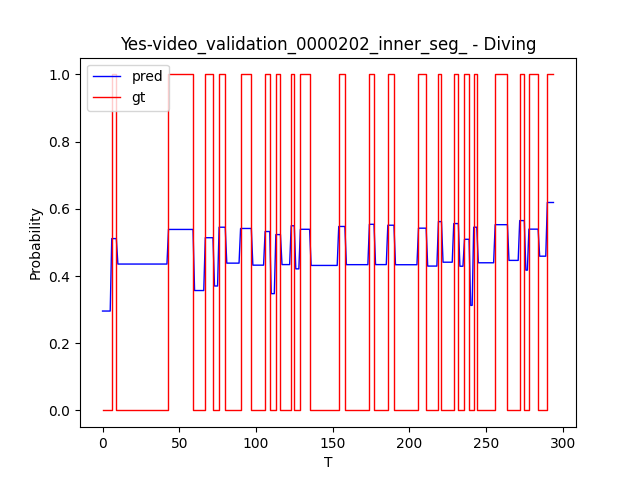 Yes-video_validation_0000202_inner_seg_ - Diving
pred
gt
1.0
0.8
0.6
0.4
0.2
0.0
Probability
0 50 100 150 200 250 300
T